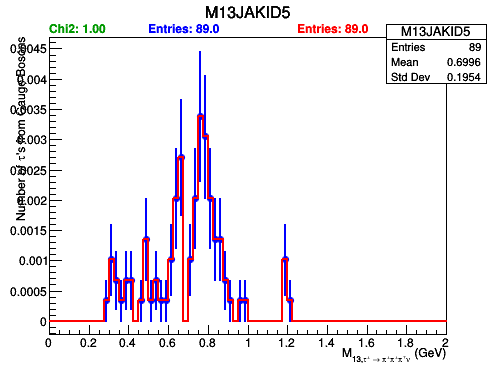 M13JAKID5
Chi2: 1.00 Entries: 89.0 Entries: 89.0
M13JAKID5
Entries 89
Mean 0.6996
Std Dev 0.1954
Number of τ's from Gauge Bosons
0.0045
0.004
0.0035
0.003
0.0025
0.002
0.0015
0.001
0.0005
0
0 0.2 0.4 0.6 0.8 1 1.2 1.4 1.6 1.8 2